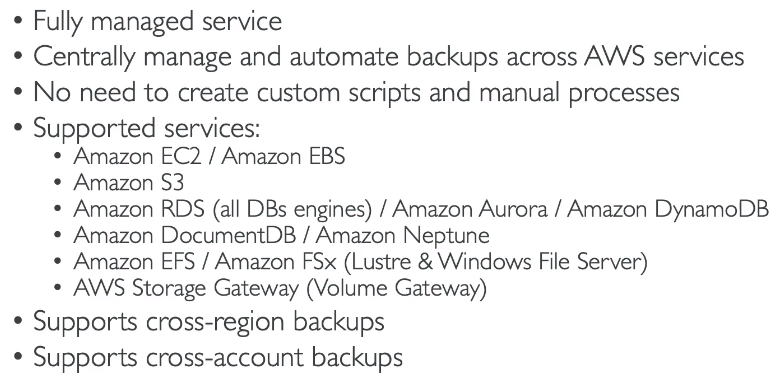 • Fully managed service
• Centrally manage and automate backups across AWS services
• No need to create custom scripts and manual processes
• Supported services:
• Amazon EC2 / Amazon EBS
• Amazon S3
• Amazon RDS (all DBs engines) / Amazon Aurora / Amazon DynamoDB
• Amazon DocumentDB / Amazon Neptune
• Amazon EFS / Amazon FSx (Lustre & Windows File Server)
• AWS Storage Gateway (Volume Gateway)
• Supports cross-region backups
• Supports cross-account backups